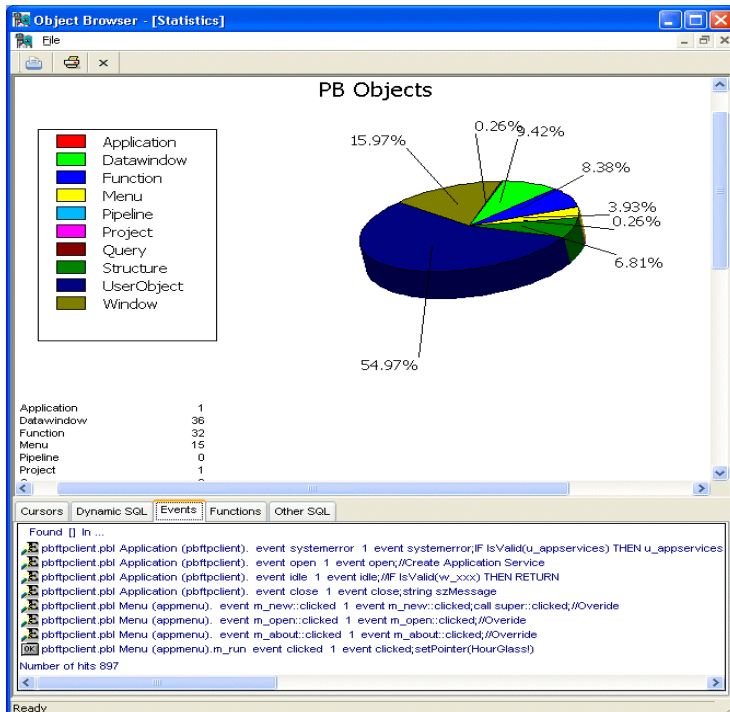 Object Browser - [Statistics]
File
PB Objects
Application
Datawindow
Function
Menu
Pipeline
Project
Query
Structure
UserObject
Window
15.97%
0.26%
9.42%
8.38%
3.93%
0.26%
6.81%
54.97%
Application 1
Datawindow 36
Function 32
Menu 15
Pipeline 0
Project 1
Cursors Dynamic SQL Events Functions Other SQL
Found [] In ...
pbftpclient.pbl Application (pbftpclient). event systemerror 1 event systemerror;IF IsValid(u_appservices) THEN u_appservices
pbftpclient.pbl Application (pbftpclient). event open 1 event open;//Create Application Service
pbftpclient.pbl Application (pbftpclient). event idle 1 event idle;//IF IsValid(w_xxx) THEN RETURN
pbftpclient.pbl Application (pbftpclient). event close 1 event close;string szMessage
pbftpclient.pbl Menu (appmenu). event m_new::clicked 1 event m_new::clicked;call super::clicked;//Overide
pbftpclient.pbl Menu (appmenu). event m_open::clicked 1 event m_open::clicked;//Overide
pbftpclient.pbl Menu (appmenu). event m_about::clicked 1 event m_about::clicked;//Override
OK pbftpclient.pbl Menu (appmenu).m_run event clicked 1 event clicked;setPointer(HourGlass!)
Number of hits 897
Ready